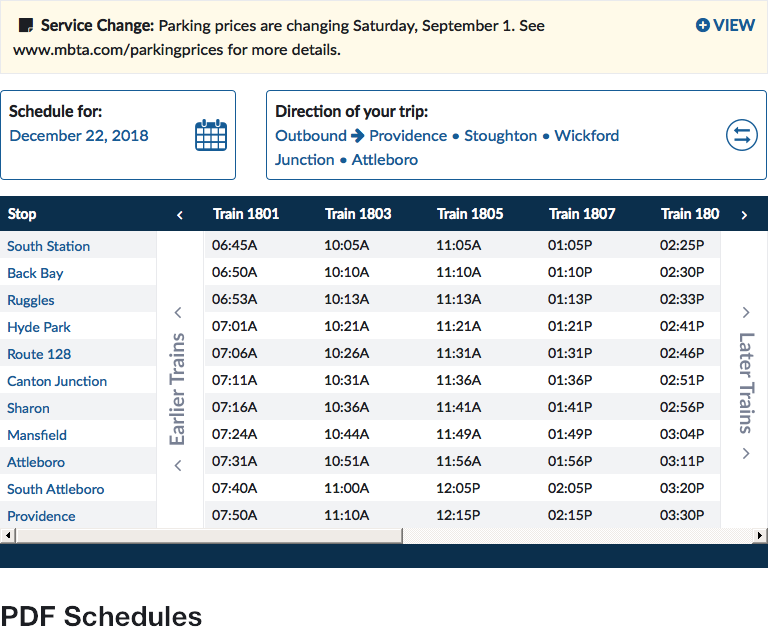 Service Change: Parking prices are changing Saturday, September 1. See
www.mbta.com/parkingprices for more details.
VIEW
Schedule for:
December 22, 2018
Direction of your trip:
Outbound → Providence • Stoughton • Wickford
Junction • Attleboro
Stop Train 1801 Train 1803 Train 1805 Train 1807 Train 180
South Station 06:45A 10:05A 11:05A 01:05P 02:25P
Back Bay 06:50A 10:10A 11:10A 01:10P 02:30P
Ruggles 06:53A 10:13A 11:13A 01:13P 02:33P
Hyde Park 07:01A 10:21A 11:21A 01:21P 02:41P
Route 128 07:06A 10:26A 11:31A 01:31P 02:46P
Canton Junction 07:11A 10:31A 11:36A 01:36P 02:51P
Sharon 07:16A 10:36A 11:41A 01:41P 02:56P
Mansfield 07:24A 10:44A 11:49A 01:49P 03:04P
Attleboro 07:31A 10:51A 11:56A 01:56P 03:11P
South Attleboro 07:40A 11:00A 12:05P 02:05P 03:20P
Providence 07:50A 11:10A 12:15P 02:15P 03:30P
Earlier Trains
Later Trains
PDF Schedules